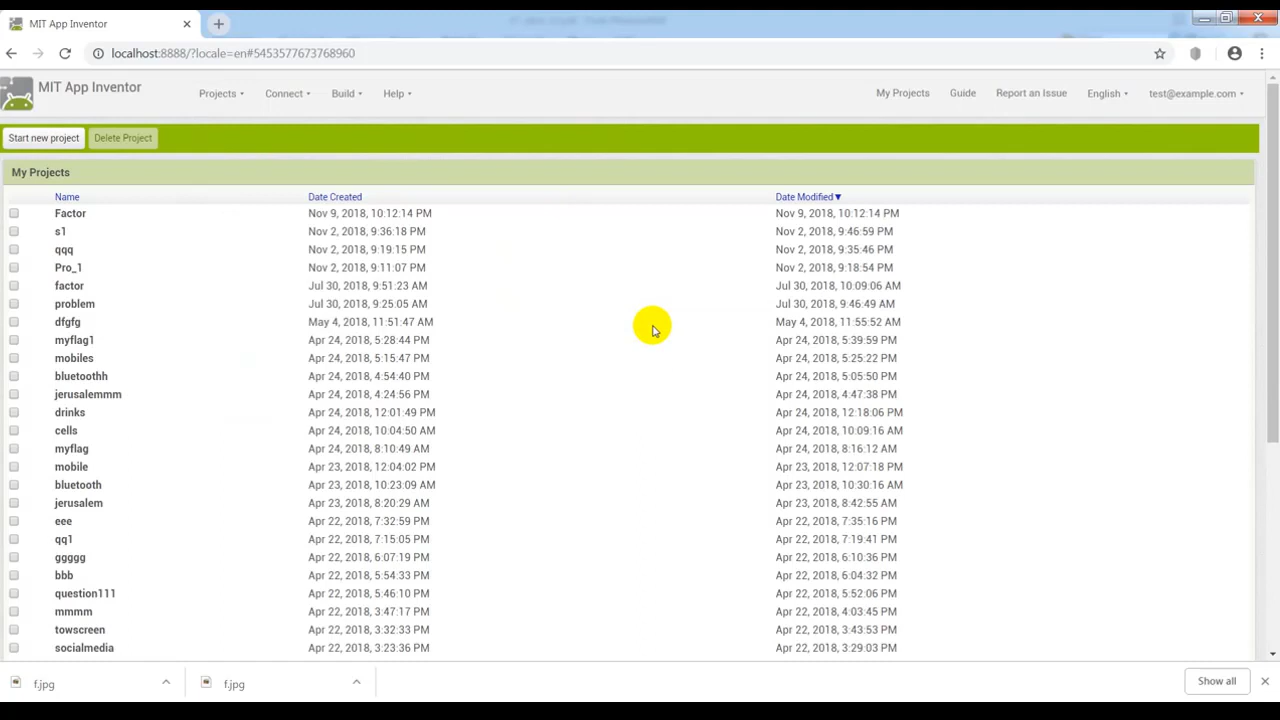 MIT App Inventor
localhost:8888/?locale=en#5453577673768960
MIT App Inventor
Projects Connect Build Help My Projects Guide Report an Issue English test@example.com
Start new project Delete Project
My Projects
Name Date Created Date Modified
Factor Nov 9, 2018, 10:12:14 PM Nov 9, 2018, 10:12:14 PM
s1 Nov 2, 2018, 9:36:18 PM Nov 2, 2018, 9:46:59 PM
qqq Nov 2, 2018, 9:19:15 PM Nov 2, 2018, 9:35:46 PM
Pro_1 Nov 2, 2018, 9:11:07 PM Nov 2, 2018, 9:18:54 PM
factor Jul 30, 2018, 9:51:23 AM Jul 30, 2018, 10:09:06 AM
problem Jul 30, 2018, 9:25:05 AM Jul 30, 2018, 9:46:49 AM
dfgfg May 4, 2018, 11:51:47 AM May 4, 2018, 11:55:52 AM
myflag1 Apr 24, 2018, 5:28:44 PM Apr 24, 2018, 5:39:59 PM
mobiles Apr 24, 2018, 5:15:47 PM Apr 24, 2018, 5:25:22 PM
bluetoothh Apr 24, 2018, 4:54:40 PM Apr 24, 2018, 5:05:50 PM
jerusalemmm Apr 24, 2018, 4:24:56 PM Apr 24, 2018, 4:47:38 PM
drinks Apr 24, 2018, 12:01:49 PM Apr 24, 2018, 12:18:06 PM
cells Apr 24, 2018, 10:04:50 AM Apr 24, 2018, 10:09:16 AM
myflag Apr 24, 2018, 8:10:49 AM Apr 24, 2018, 8:16:12 AM
mobile Apr 23, 2018, 12:04:02 PM Apr 23, 2018, 12:07:18 PM
bluetooth Apr 23, 2018, 10:23:09 AM Apr 23, 2018, 10:30:16 AM
jerusalem Apr 23, 2018, 8:20:29 AM Apr 23, 2018, 8:42:55 AM
eee Apr 22, 2018, 7:32:59 PM Apr 22, 2018, 7:35:16 PM
qq1 Apr 22, 2018, 7:15:05 PM Apr 22, 2018, 7:19:41 PM
ggggg Apr 22, 2018, 6:07:19 PM Apr 22, 2018, 6:10:36 PM
bbb Apr 22, 2018, 5:54:33 PM Apr 22, 2018, 6:04:32 PM
question111 Apr 22, 2018, 5:46:10 PM Apr 22, 2018, 5:52:06 PM
mmmm Apr 22, 2018, 3:47:17 PM Apr 22, 2018, 4:03:45 PM
towscreen Apr 22, 2018, 3:32:33 PM Apr 22, 2018, 3:43:53 PM
socialmedia Apr 22, 2018, 3:23:36 PM Apr 22, 2018, 3:29:03 PM
f.jpg f.jpg Show all